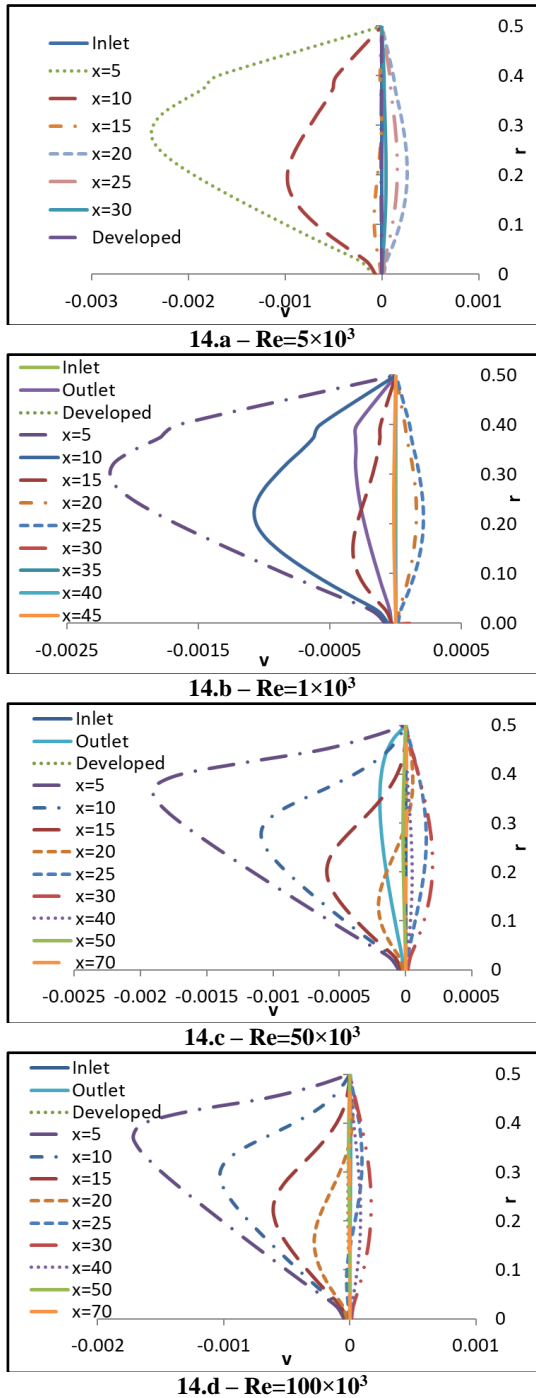 Inlet
x=5
x=10
x=15
x=20
x=25
x=30
Developed
0.5
0.4
0.3
0.2
0.1
0
r
-0.003 -0.002 -0.001 0 0.001
v
14.a – Re=5×10³
Inlet
Outlet
Developed
x=5
x=10
x=15
x=20
x=25
x=30
x=35
x=40
x=45
0.50
0.40
0.30
0.20
0.10
0.00
r
-0.0025 -0.0015 -0.0005 0.0005
v
14.b – Re=1×10³
Inlet
Outlet
Developed
x=5
x=10
x=15
x=20
x=25
x=30
x=40
x=50
x=70
0.5
0.4
0.3
0.2
0.1
0
r
-0.0025 -0.002 -0.0015 -0.001 -0.0005 0 0.0005
v
14.c – Re=50×10³
Inlet
Outlet
Developed
x=5
x=10
x=15
x=20
x=25
x=30
x=40
x=50
x=70
0.5
0.4
0.3
0.2
0.1
0
r
-0.002 -0.001 0 0.001
v
14.d – Re=100×10³